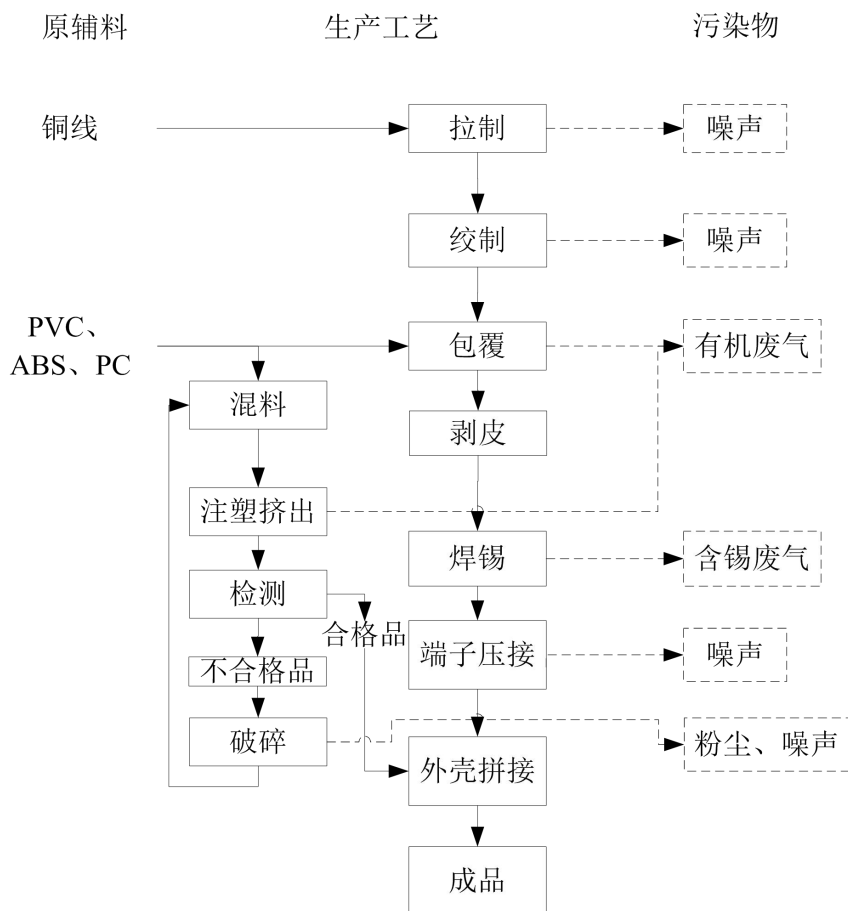 原辅料
生产工艺
污染物
铜线
拉制
噪声
绞制
噪声
PVC、
ABS、PC
包覆
有机废气
混料
剥皮
注塑挤出
焊锡
含锡废气
检测
合格品
端子压接
噪声
不合格品
破碎
粉尘、噪声
外壳拼接
成品